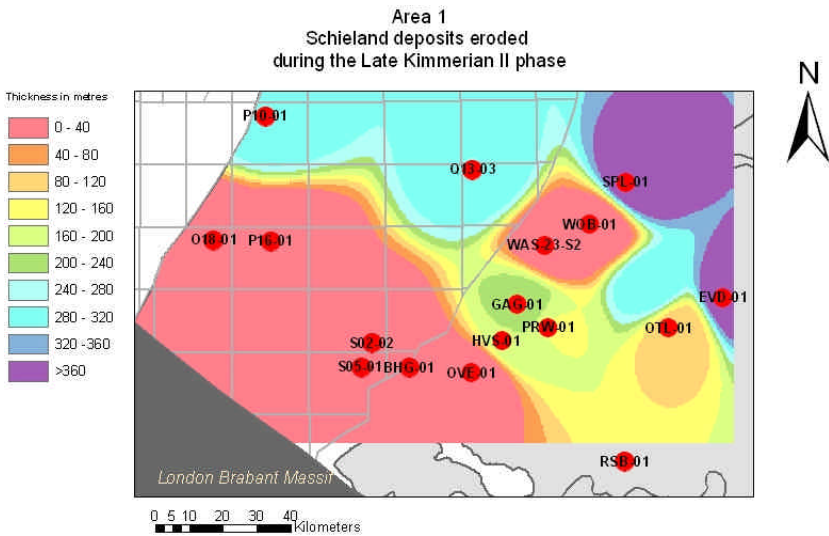 Area 1
Schieland deposits eroded
during the Late Kimmerian II phase
N
Thickness in metres
0 - 40
40 - 80
80 - 120
120 - 160
160 - 200
200 - 240
240 - 280
280 - 320
320 -360
>360
P10-01
Q13-03
SPL-01
WOB-01
O18-01
P16-01
WAS-23-S2
EVD-01
GAG-01
PRW-01
OTL-01
S02-02
HVS-01
S05-01
BHG-01
OVE-01
RSB-01
London Brabant Massif
0 5 10 20 30 40
Kilometers